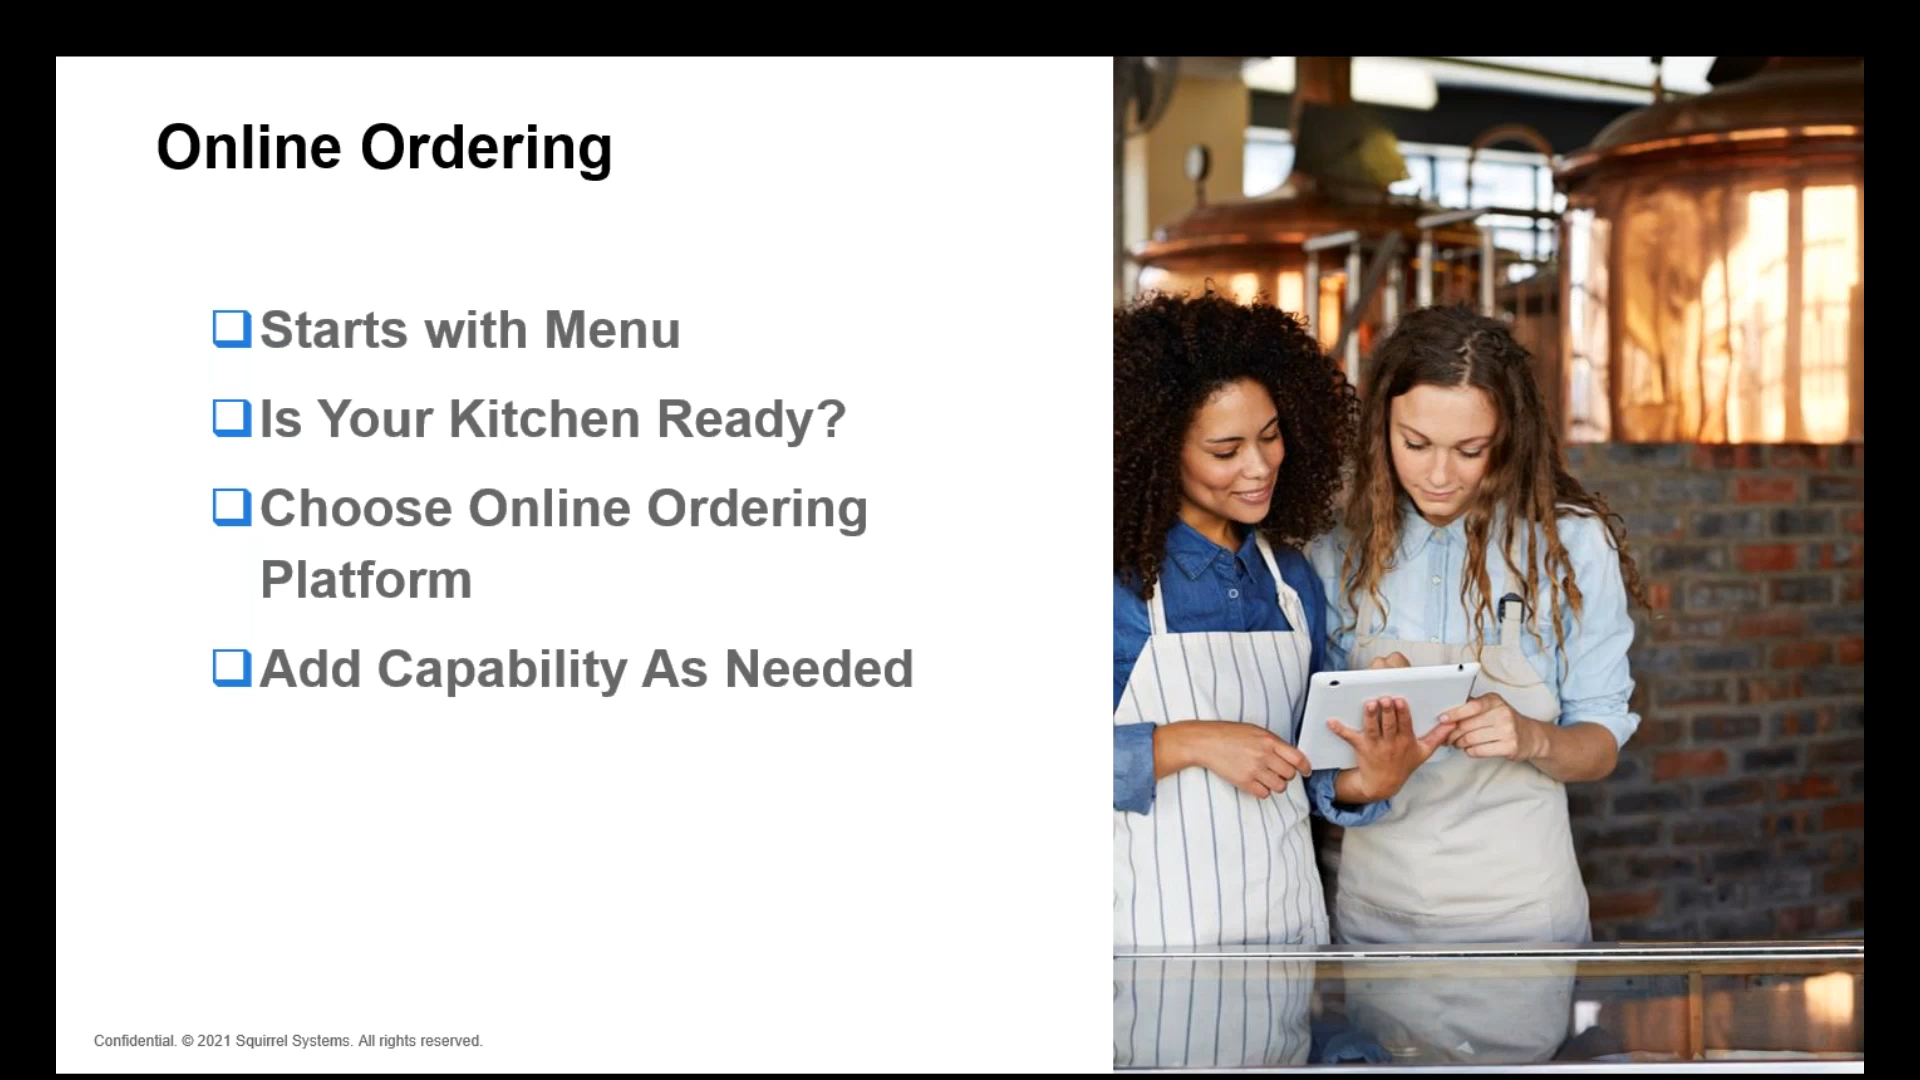 Online Ordering
Starts with Menu
Is Your Kitchen Ready?
Choose Online Ordering
Platform
Add Capability As Needed
Confidential. © 2021 Squirrel Systems. All rights reserved.